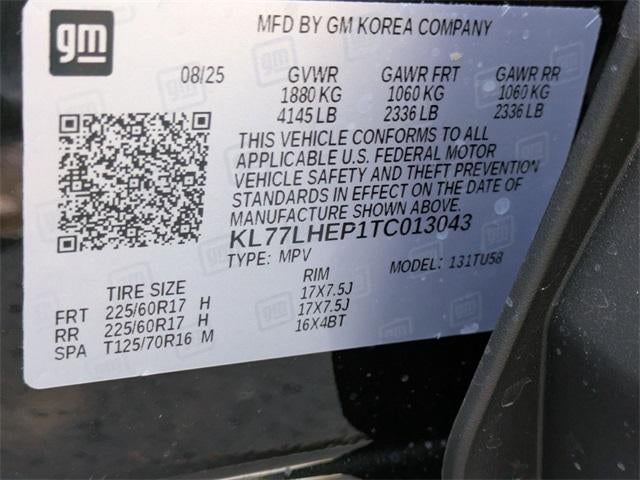 gm
MFD BY GM KOREA COMPANY
08/25 GVWR GAWR FRT GAWR RR
1880 KG 1060 KG 1060 KG
4145 LB 2336 LB 2336 LB
THIS VEHICLE CONFORMS TO ALL
APPLICABLE U.S. FEDERAL MOTOR
VEHICLE SAFETY AND THEFT PREVENTION
STANDARDS IN EFFECT ON THE DATE OF
MANUFACTURE SHOWN ABOVE.
KL77LHEP1TC013043
TYPE: MPV MODEL: 131TU58
TIRE SIZE RIM
FRT 225/60R17 H 17X7.5J
RR 225/60R17 H 17X7.5J
SPA T125/70R16 M 16X4BT